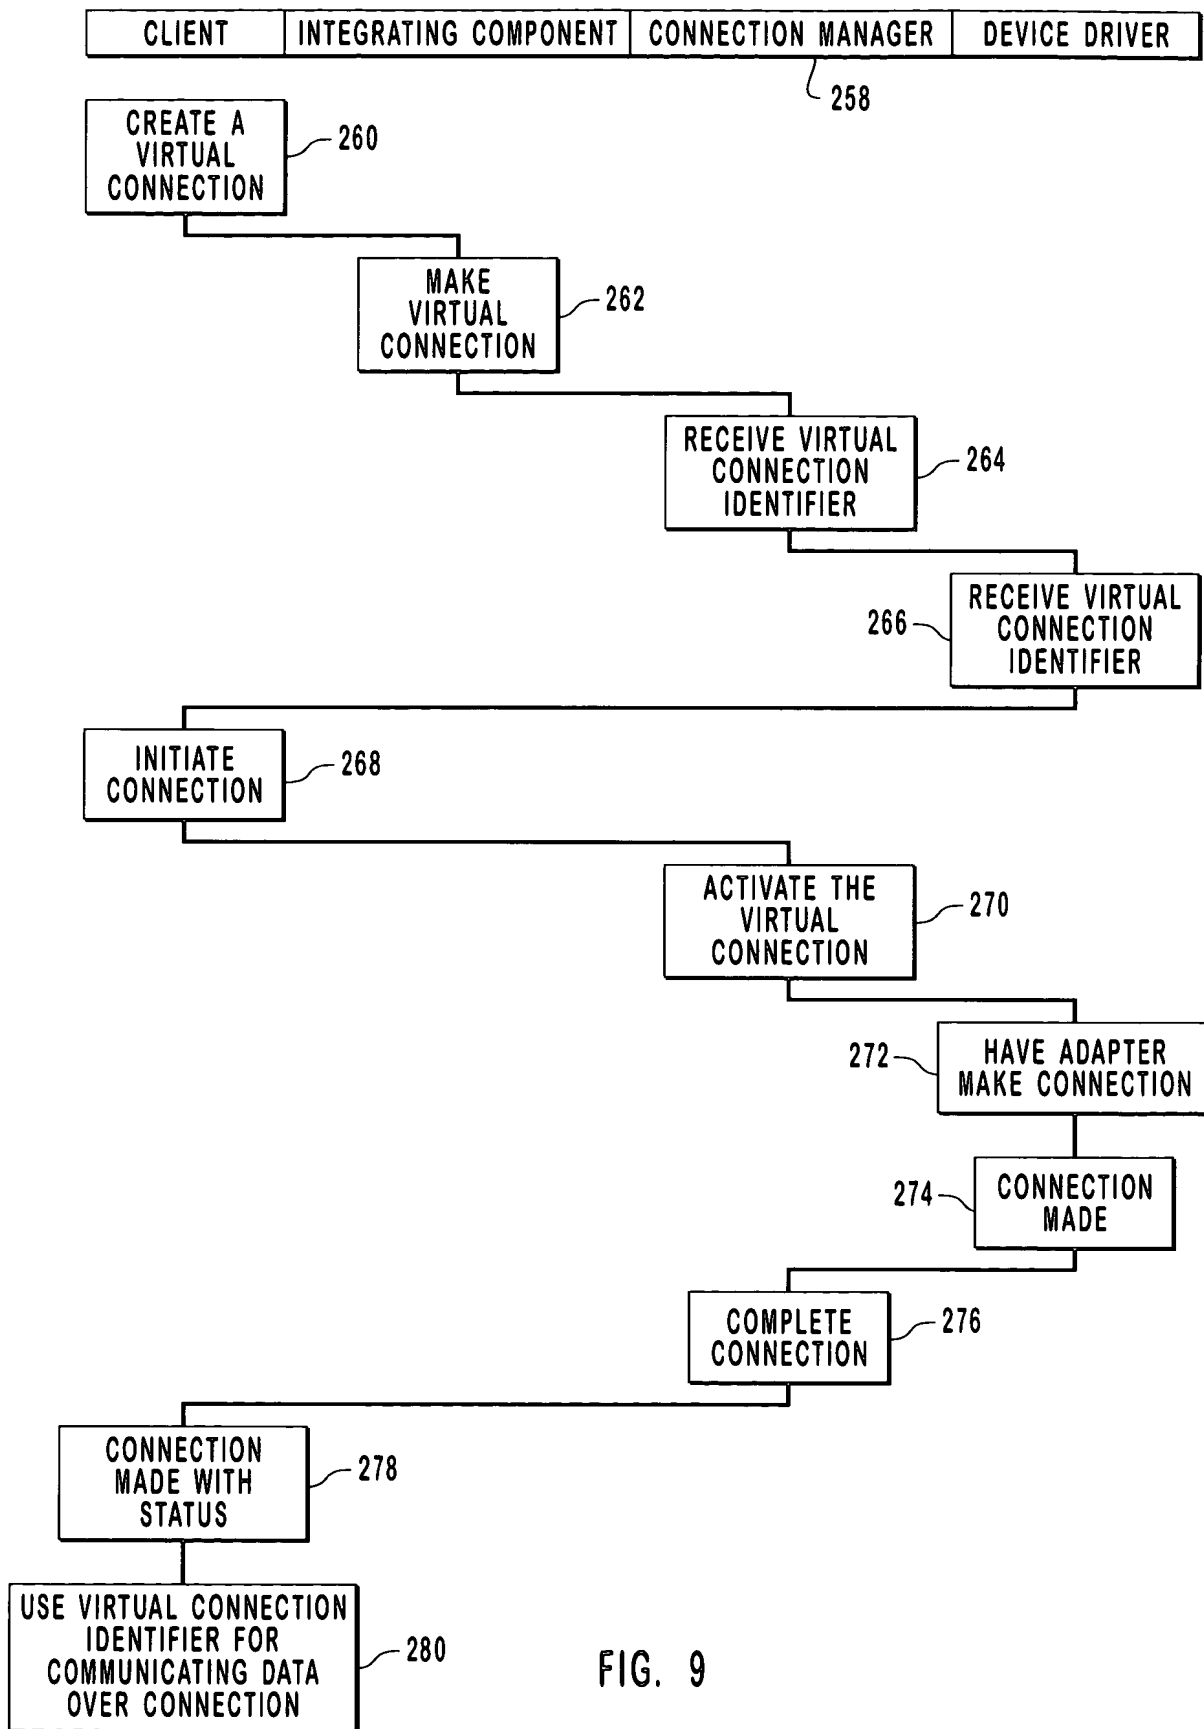 CLIENT
INTEGRATING COMPONENT
CONNECTION MANAGER
DEVICE DRIVER
258
CREATE A
VIRTUAL
CONNECTION
260
MAKE
VIRTUAL
CONNECTION
262
RECEIVE VIRTUAL
CONNECTION
IDENTIFIER
264
RECEIVE VIRTUAL
CONNECTION
IDENTIFIER
266
INITIATE
CONNECTION
268
ACTIVATE THE
VIRTUAL
CONNECTION
270
HAVE ADAPTER
MAKE CONNECTION
272
CONNECTION
MADE
274
COMPLETE
CONNECTION
276
CONNECTION
MADE WITH
STATUS
278
USE VIRTUAL CONNECTION
IDENTIFIER FOR
COMMUNICATING DATA
OVER CONNECTION
280
FIG. 9